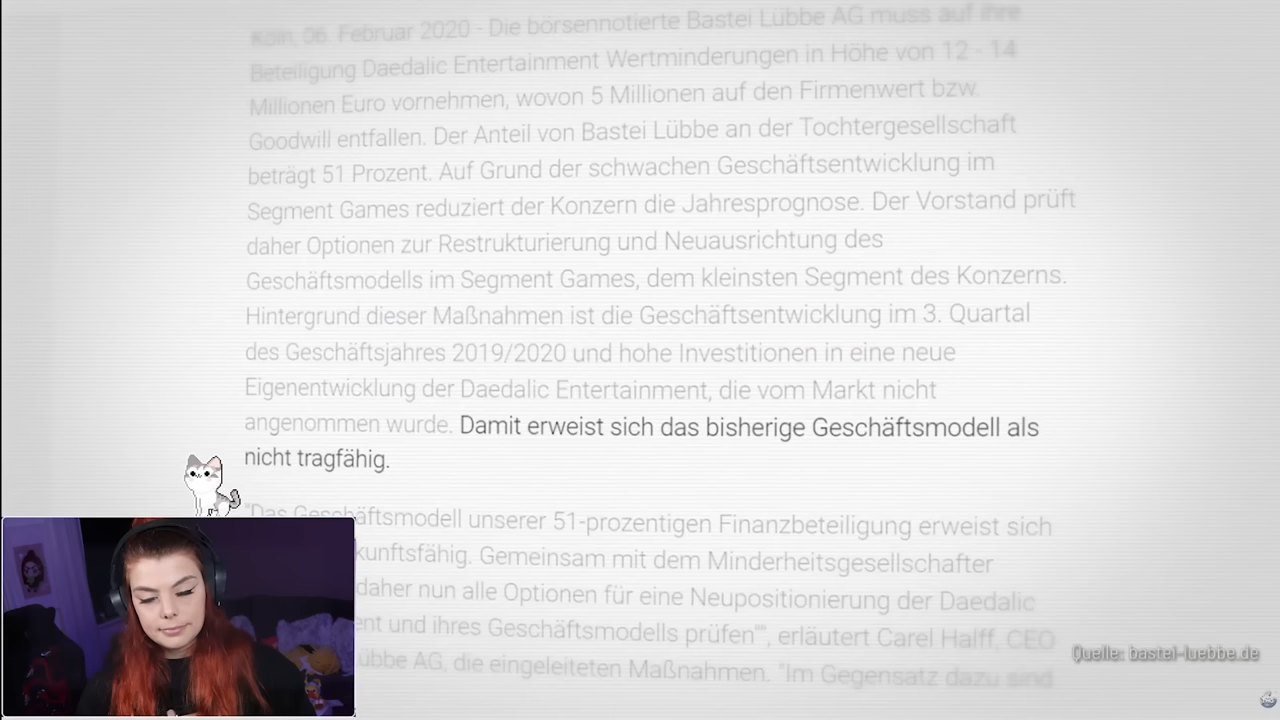 Köln, 06. Februar 2020 - Die börsennotierte Bastei Lübbe AG muss auf ihre
Beteiligung Daedalic Entertainment Wertminderungen in Höhe von 12 - 14
Millionen Euro vornehmen, wovon 5 Millionen auf den Firmenwert bzw.
Goodwill entfallen. Der Anteil von Bastei Lübbe an der Tochtergesellschaft
beträgt 51 Prozent. Auf Grund der schwachen Geschäftsentwicklung im
Segment Games reduziert der Konzern die Jahresprognose. Der Vorstand prüft
daher Optionen zur Restrukturierung und Neuausrichtung des
Geschäftsmodells im Segment Games, dem kleinsten Segment des Konzerns.
Hintergrund dieser Maßnahmen ist die Geschäftsentwicklung im 3. Quartal
des Geschäftsjahres 2019/2020 und hohe Investitionen in eine neue
Eigenentwicklung der Daedalic Entertainment, die vom Markt nicht
angenommen wurde. Damit erweist sich das bisherige Geschäftsmodell als
nicht tragfähig.
"Das Geschäftsmodell unserer 51-prozentigen Finanzbeteiligung erweist sich
kunftsfähig. Gemeinsam mit dem Minderheitsgesellschafter
daher nun alle Optionen für eine Neupositionierung der Daedalic
ent und ihres Geschäftsmodells prüfen"", erläutert Carel Halff, CEO
übbe AG, die eingeleiteten Maßnahmen. "Im Gegensatz dazu sind
Quelle: bastei-luebbe.de